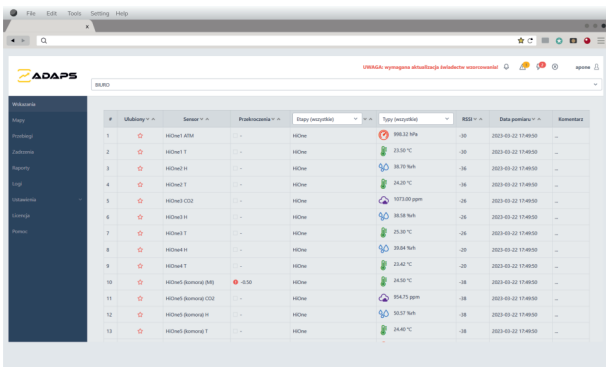 File Edit Tools Setting Help
x
ADAPS
UWAGA: wymagana aktualizacja świadectw wzorcowania!
apone
BIURO
Wskazania
Mapy
Przebiegi
Zdarzenia
Raporty
Logi
Ustawienia
Licencja
Pomoc
# Ulubiony Sensor Przekroczenia Etapy (wszystkie) Typy (wszystkie) RSSI Data pomiaru Komentarz
1 HiOne1 ATM - HiOne 998,32 hPa -30 2023-03-22 17:49:50 ...
2 HiOne1 T - HiOne 23,50 °C -30 2023-03-22 17:49:50 ...
3 HiOne2 H - HiOne 38,70 %rh -36 2023-03-22 17:49:50 ...
4 HiOne2 T - HiOne 24,20 °C -36 2023-03-22 17:49:50 ...
5 HiOne3 CO2 - HiOne 1073.00 ppm -26 2023-03-22 17:49:50 ...
6 HiOne3 H - HiOne 38,58 %rh -26 2023-03-22 17:49:50 ...
7 HiOne3 T - HiOne 25,30 °C -26 2023-03-22 17:49:50 ...
8 HiOne4 H - HiOne 39,84 %rh -20 2023-03-22 17:49:50 ...
9 HiOne4 T - HiOne 23,42 °C -20 2023-03-22 17:49:50 ...
10 HiOne5 (komora) (MI) -0.50 HiOne 24,50 °C -38 2023-03-22 17:49:50 ...
11 HiOne5 (komora) CO2 - HiOne 954.75 ppm -38 2023-03-22 17:49:50 ...
12 HiOne5 (komora) H - HiOne 50,57 %rh -38 2023-03-22 17:49:50 ...
13 HiOne5 (komora) T - HiOne 24,40 °C -38 2023-03-22 17:49:50 ...